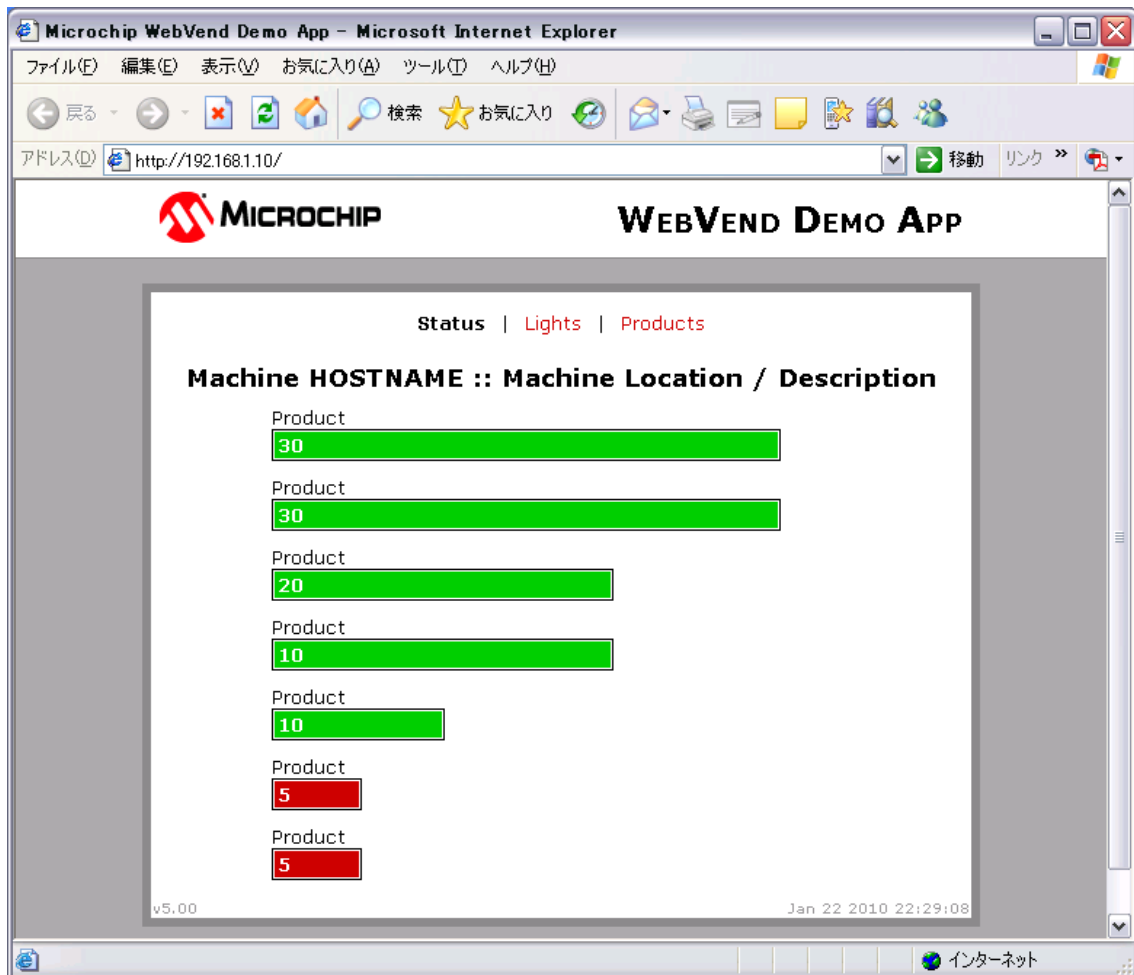 Microchip WebVend Demo App - Microsoft Internet Explorer
ファイル(F) 編集(E) 表示(V) お気に入り(A) ツール(T) ヘルプ(H)
戻る 検索 お気に入り
アドレス(D) http://192.168.1.10/ 移動 リンク »
MICROCHIP WEBVEND DEMO APP
Status | Lights | Products
Machine HOSTNAME :: Machine Location / Description
Product
30
Product
30
Product
20
Product
10
Product
10
Product
5
Product
5
v5.00 Jan 22 2010 22:29:08
インターネット